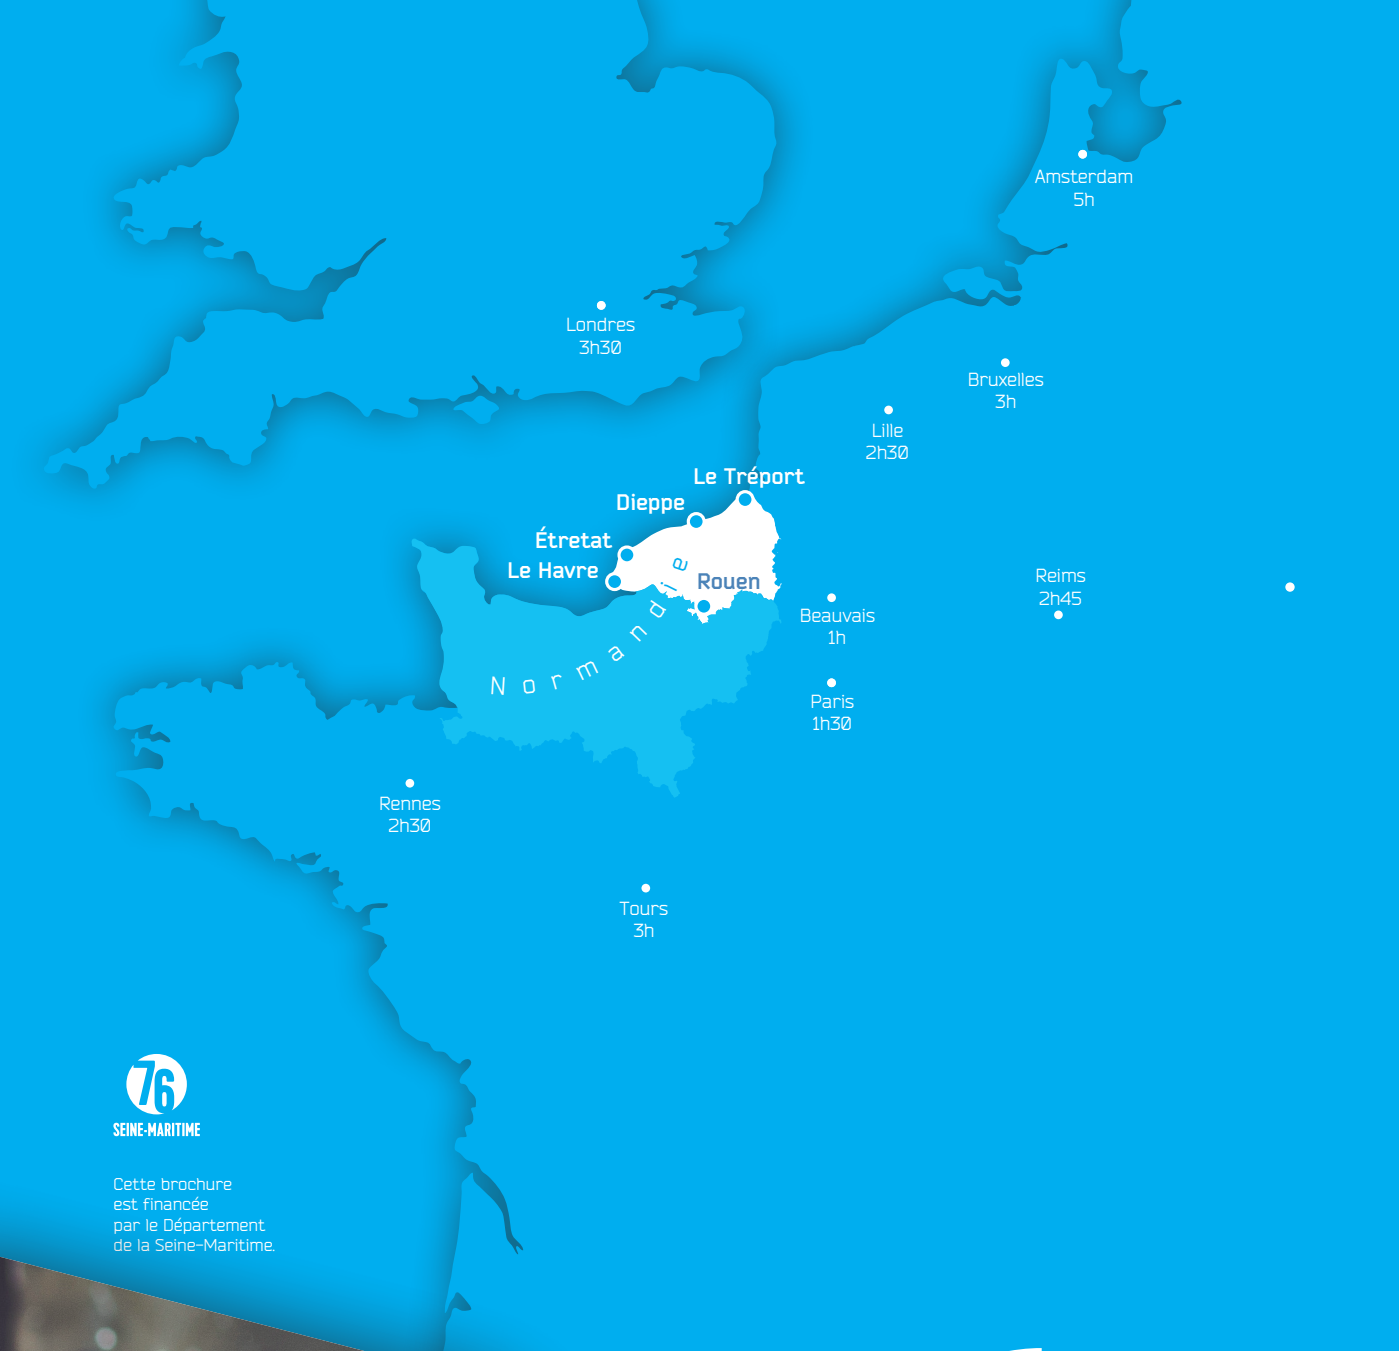 Amsterdam
5h
Londres
3h30
Bruxelles
3h
Lille
2h30
Le Tréport
Dieppe
Étretat
Le Havre
Rouen
Normandie
Reims
2h45
Beauvais
1h
Paris
1h30
Rennes
2h30
Tours
3h
76
SEINE-MARITIME
Cette brochure
est financée
par le Département
de la Seine-Maritime.